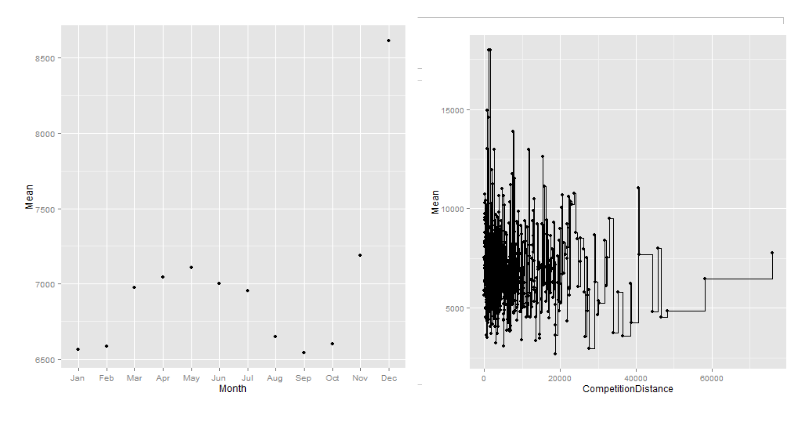 8500
8000
7500
7000
6500
Mean
Jan Feb Mar Apr May Jun Jul Aug Sep Oct Nov Dec
Month
15000
10000
5000
Mean
0 20000 40000 60000
CompetitionDistance